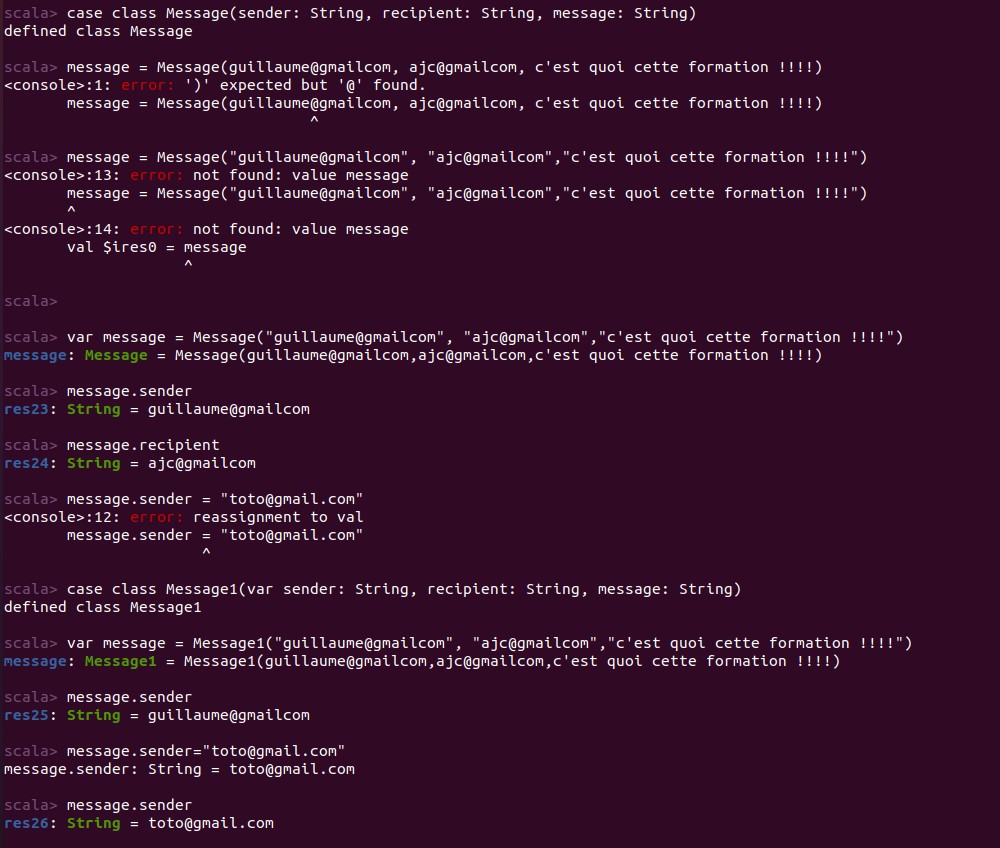 scala> case class Message(sender: String, recipient: String, message: String)
defined class Message
scala> message = Message(guillaume@gmailcom, ajc@gmailcom, c'est quoi cette formation !!!!)
<console>:1: error: ')' expected but '@' found.
       message = Message(guillaume@gmailcom, ajc@gmailcom, c'est quoi cette formation !!!!)
                                  ^
scala> message = Message("guillaume@gmailcom", "ajc@gmailcom","c'est quoi cette formation !!!!")
<console>:13: error: not found: value message
       message = Message("guillaume@gmailcom", "ajc@gmailcom","c'est quoi cette formation !!!!")
       ^
<console>:14: error: not found: value message
       val $ires0 = message
                    ^
scala>
scala> var message = Message("guillaume@gmailcom", "ajc@gmailcom","c'est quoi cette formation !!!!")
message: Message = Message(guillaume@gmailcom,ajc@gmailcom,c'est quoi cette formation !!!!)
scala> message.sender
res23: String = guillaume@gmailcom
scala> message.recipient
res24: String = ajc@gmailcom
scala> message.sender = "toto@gmail.com"
<console>:12: error: reassignment to val
       message.sender = "toto@gmail.com"
                      ^
scala> case class Message1(var sender: String, recipient: String, message: String)
defined class Message1
scala> var message = Message1("guillaume@gmailcom", "ajc@gmailcom","c'est quoi cette formation !!!!")
message: Message1 = Message1(guillaume@gmailcom,ajc@gmailcom,c'est quoi cette formation !!!!)
scala> message.sender
res25: String = guillaume@gmailcom
scala> message.sender="toto@gmail.com"
message.sender: String = toto@gmail.com
scala> message.sender
res26: String = toto@gmail.com